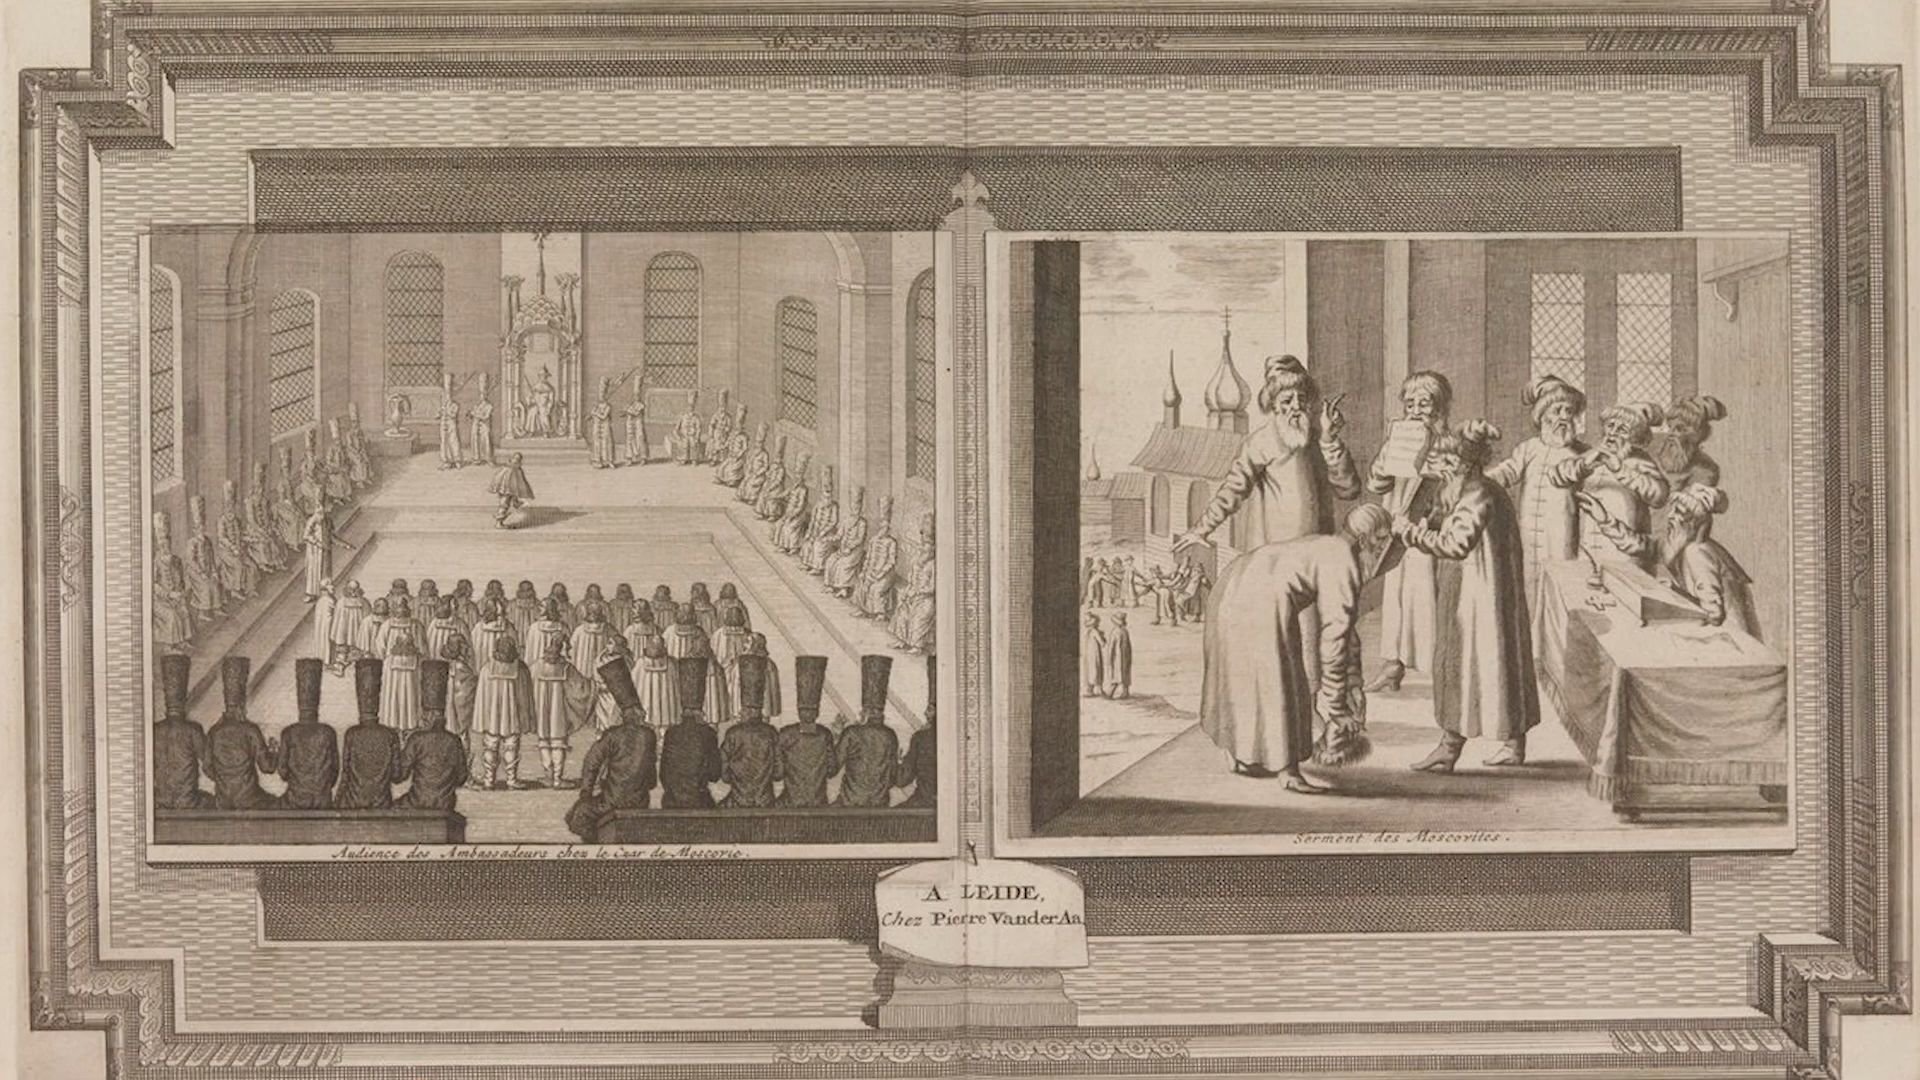 Audience des Ambassadeurs chez le Czar de Moscovie.
Serment des Moscovites.
A LEIDE,
Chez Pierre Vander Aa